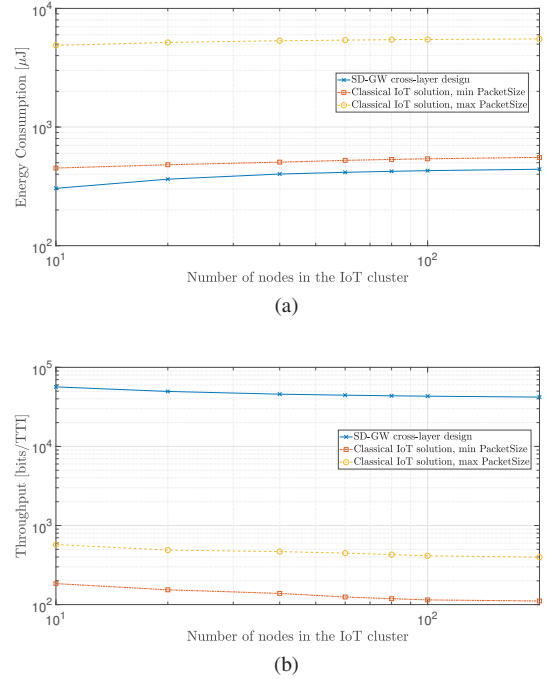 10^4
10^3
10^2
Energy Consumption [μJ]
SD-GW cross-layer design
Classical IoT solution, min PacketSize
Classical IoT solution, max PacketSize
10^1
10^2
Number of nodes in the IoT cluster
(a)
10^5
10^4
10^3
10^2
Throughput [bits/TTI]
SD-GW cross-layer design
Classical IoT solution, min PacketSize
Classical IoT solution, max PacketSize
10^1
10^2
Number of nodes in the IoT cluster
(b)